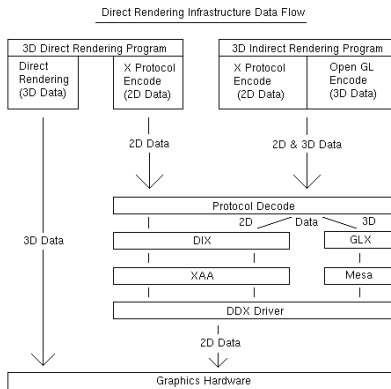 Direct Rendering Infrastructure Data Flow
3D Direct Rendering Program
3D Indirect Rendering Program
Direct
Rendering
(3D Data)
X Protocol
Encode
(2D Data)
X Protocol
Encode
(2D Data)
Open GL
Encode
(3D Data)
2D Data
2D & 3D Data
Protocol Decode
2D Data 3D
3D Data
DIX
GLX
XAA
Mesa
DDX Driver
2D Data
Graphics Hardware